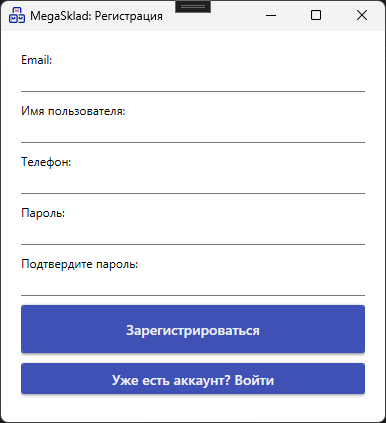 MegaSklad: Регистрация
Email:
Имя пользователя:
Телефон:
Пароль:
Подтвердите пароль:
Зарегистрироваться
Уже есть аккаунт? Войти